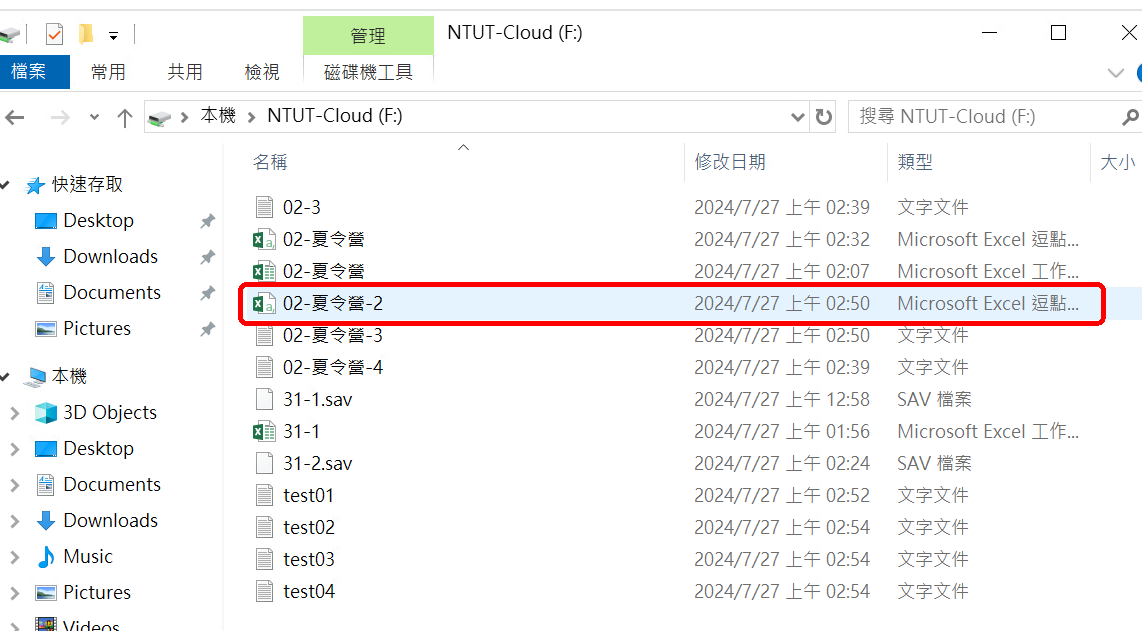 管理
NTUT-Cloud (F:)
檔案
常用
共用
檢視
磁碟機工具
本機
NTUT-Cloud (F:)
搜尋 NTUT-Cloud (F:)
名稱
修改日期
類型
大小
快速存取
Desktop
Downloads
Documents
Pictures
本機
3D Objects
Desktop
Documents
Downloads
Music
Pictures
Videos
02-3 2024/7/27 上午 02:39 文字文件
02-夏令營 2024/7/27 上午 02:32 Microsoft Excel 逗點...
02-夏令營 2024/7/27 上午 02:07 Microsoft Excel 工作...
02-夏令營-2 2024/7/27 上午 02:50 Microsoft Excel 逗點...
02-夏令營-3 2024/7/27 上午 02:50 文字文件
02-夏令營-4 2024/7/27 上午 02:39 文字文件
31-1.sav 2024/7/27 上午 12:58 SAV 檔案
31-1 2024/7/27 上午 01:56 Microsoft Excel 工作...
31-2.sav 2024/7/27 上午 02:24 SAV 檔案
test01 2024/7/27 上午 02:52 文字文件
test02 2024/7/27 上午 02:54 文字文件
test03 2024/7/27 上午 02:54 文字文件
test04 2024/7/27 上午 02:54 文字文件